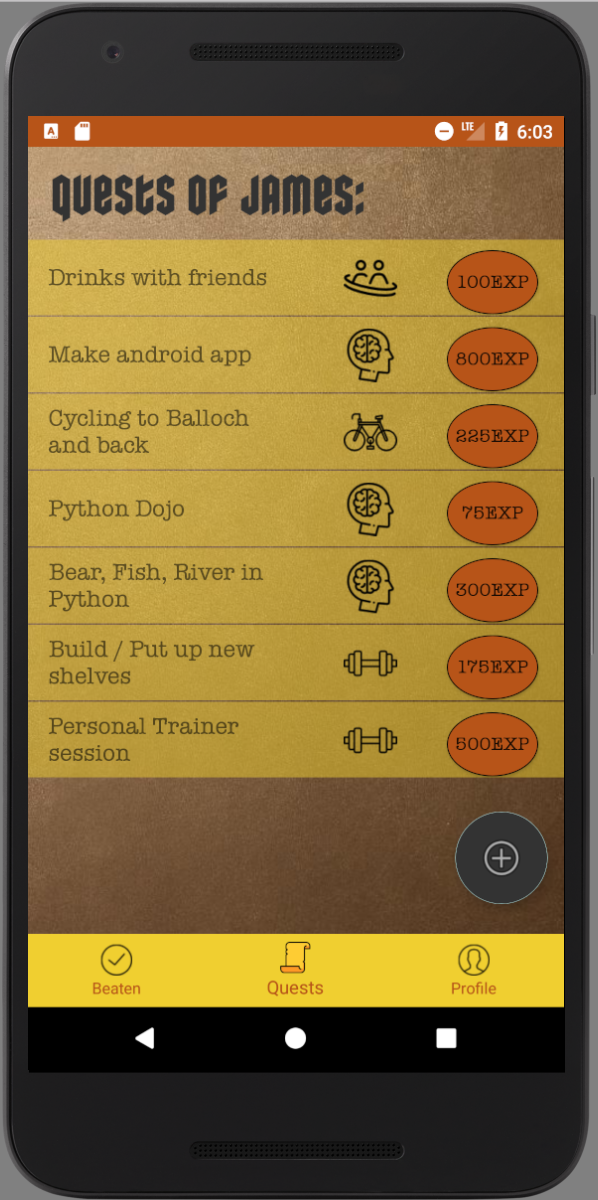 LTE 6:03
Quests of James:
Drinks with friends 100EXP
Make android app 800EXP
Cycling to Balloch
and back 225EXP
Python Dojo 75EXP
Bear, Fish, River in
Python 300EXP
Build / Put up new
shelves 175EXP
Personal Trainer
session 500EXP
Beaten Quests Profile